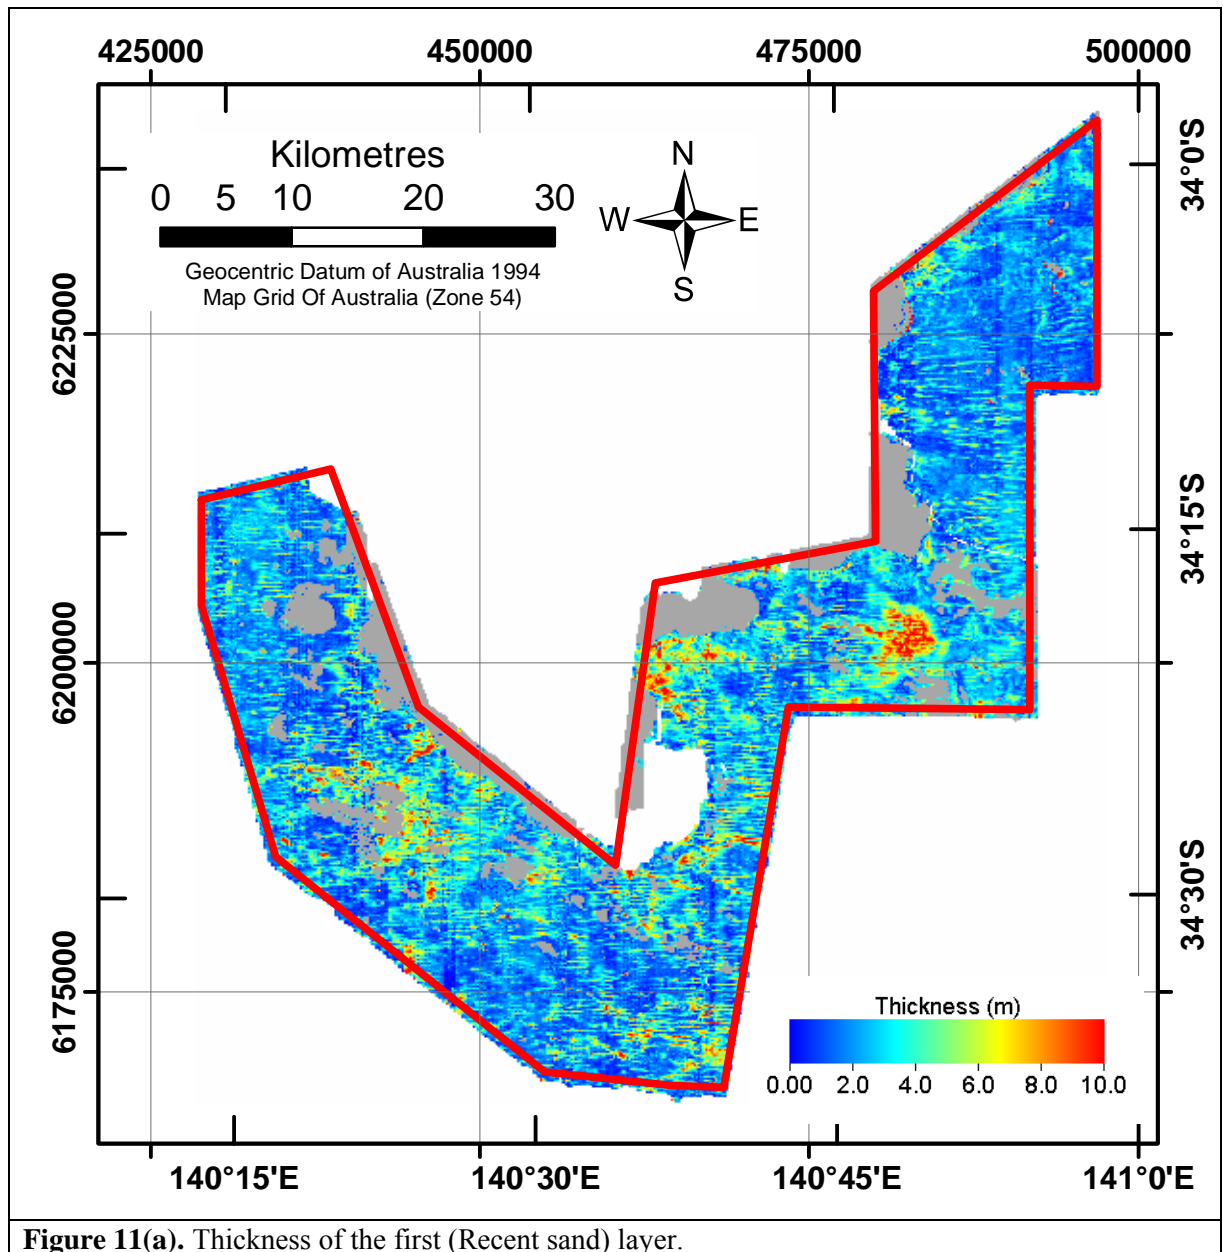 425000 450000 475000 500000
Kilometres
0 5 10 20 30
Geocentric Datum of Australia 1994
Map Grid Of Australia (Zone 54)
N
W E
S
34°0'S
6225000
34°15'S
6200000
34°30'S
6175000
Thickness (m)
0.00 2.0 4.0 6.0 8.0 10.0
140°15'E 140°30'E 140°45'E 141°0'E
Figure 11(a). Thickness of the first (Recent sand) layer.